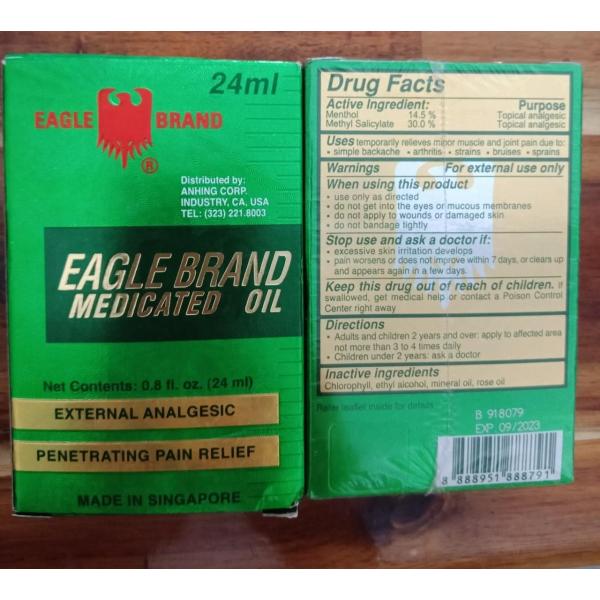 24ml
EAGLE BRAND
®
Distributed by:
ANHING CORP.
INDUSTRY, CA, USA
TEL: (323) 221.8003
EAGLE BRAND
MEDICATED OIL
Net Contents: 0.8 fl. oz. (24 ml)
EXTERNAL ANALGESIC
PENETRATING PAIN RELIEF
MADE IN SINGAPORE
Drug Facts
Active Ingredient: Purpose
Menthol 14.5 % Topical analgesic
Methyl Salicylate 30.0 % Topical analgesic
Uses temporarily relieves minor muscle and joint pain due to:
• simple backache • arthritis • strains • bruises • sprains
Warnings For external use only
When using this product
• use only as directed
• do not get into the eyes or mucous membranes
• do not apply to wounds or damaged skin
• do not bandage tightly
Stop use and ask a doctor if:
• excessive skin irritation develops
• pain worsens or does not improve within 7 days, or clears up
and appears again in a few days.
Keep this drug out of reach of children. If
swallowed, get medical help or contact a Poison Control
Center right away
Directions
• Adults and children 2 years and over: apply to affected area
not more than 3 to 4 times daily
• Children under 2 years: ask a doctor
Inactive ingredients
Chlorophyll, ethyl alcohol, mineral oil, rose oil
Refer leaflet inside for details
B 918079
EXP 09/2023
8 888951 888791